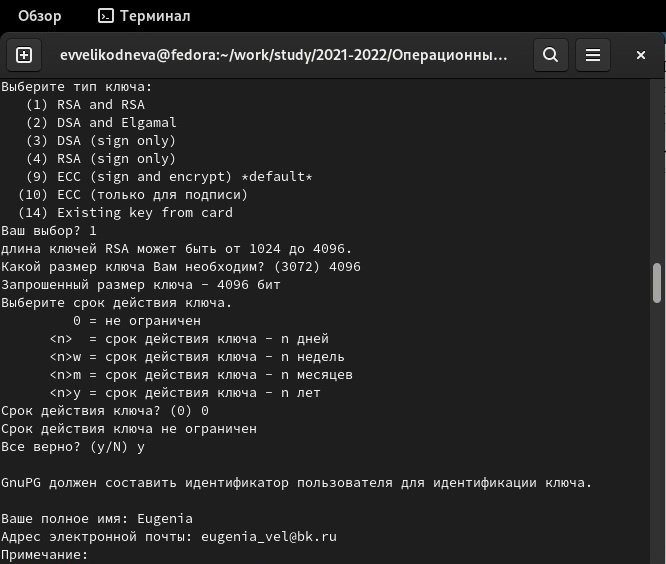 Обзор
Терминал
evvelikodneva@fedora:~/work/study/2021-2022/Операционны...
Выберите тип ключа:
(1) RSA and RSA
(2) DSA and Elgamal
(3) DSA (sign only)
(4) RSA (sign only)
(9) ECC (sign and encrypt) *default*
(10) ECC (только для подписи)
(14) Existing key from card
Ваш выбор? 1
длина ключей RSA может быть от 1024 до 4096.
Какой размер ключа Вам необходим? (3072) 4096
Запрошенный размер ключа - 4096 бит
Выберите срок действия ключа.
0 = не ограничен
<n>  = срок действия ключа - n дней
<n>w = срок действия ключа - n недель
<n>m = срок действия ключа - n месяцев
<n>y = срок действия ключа - n лет
Срок действия ключа? (0) 0
Срок действия ключа не ограничен
Все верно? (y/N) y
GnuPG должен составить идентификатор пользователя для идентификации ключа.
Ваше полное имя: Eugenia
Адрес электронной почты: eugenia_vel@bk.ru
Примечание: